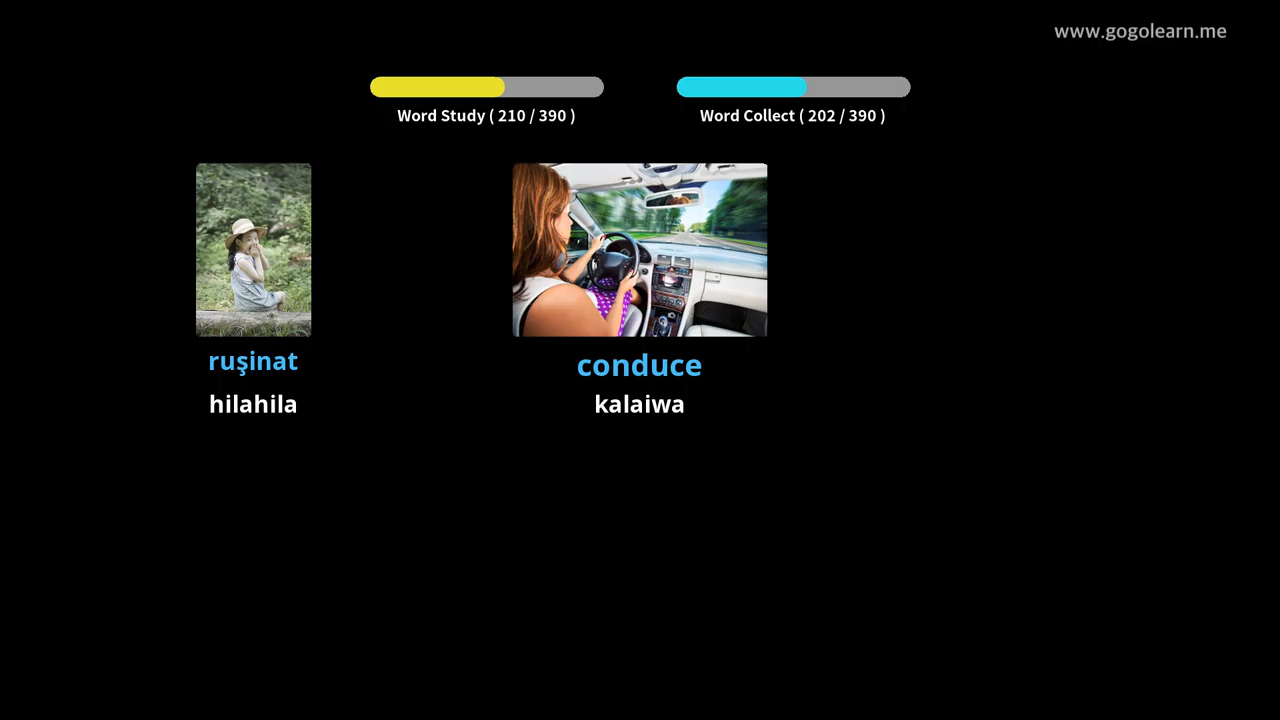 www.gogolearn.me
Word Study ( 210 / 390 )
Word Collect ( 202 / 390 )
ruşinat
hilahila
conduce
kalaiwa